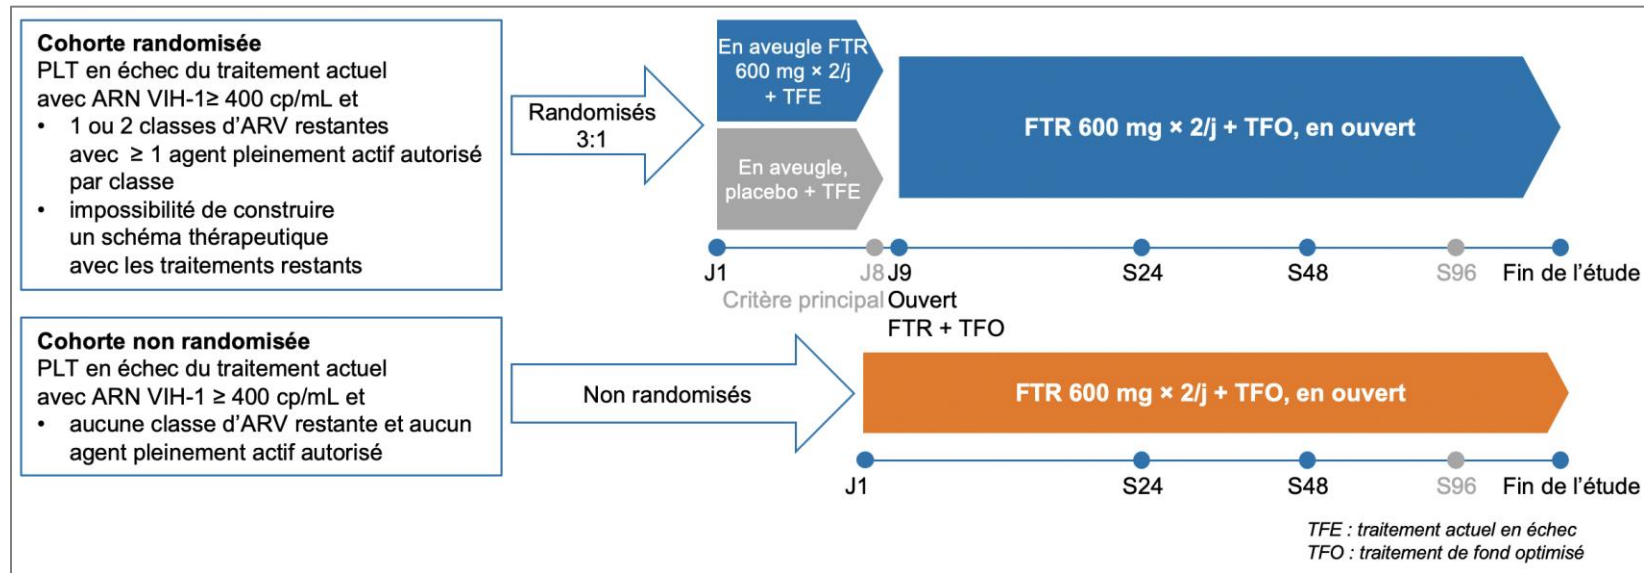 Cohorte randomisée
PLT en échec du traitement actuel
avec ARN VIH-1≥ 400 cp/mL et
• 1 ou 2 classes d'ARV restantes
avec ≥ 1 agent pleinement actif autorisé
par classe
• impossibilité de construire
un schéma thérapeutique
avec les traitements restants
Randomisés
3:1
En aveugle FTR
600 mg × 2/j
+ TFE
En aveugle,
placebo + TFE
FTR 600 mg × 2/j + TFO, en ouvert
J1
J8
J9
S24
S48
S96
Fin de l'étude
Critère principal
Ouvert
FTR + TFO
Cohorte non randomisée
PLT en échec du traitement actuel
avec ARN VIH-1 ≥ 400 cp/mL et
• aucune classe d'ARV restante et aucun
agent pleinement actif autorisé
Non randomisés
FTR 600 mg × 2/j + TFO, en ouvert
J1
S24
S48
S96
Fin de l'étude
TFE : traitement actuel en échec
TFO : traitement de fond optimisé